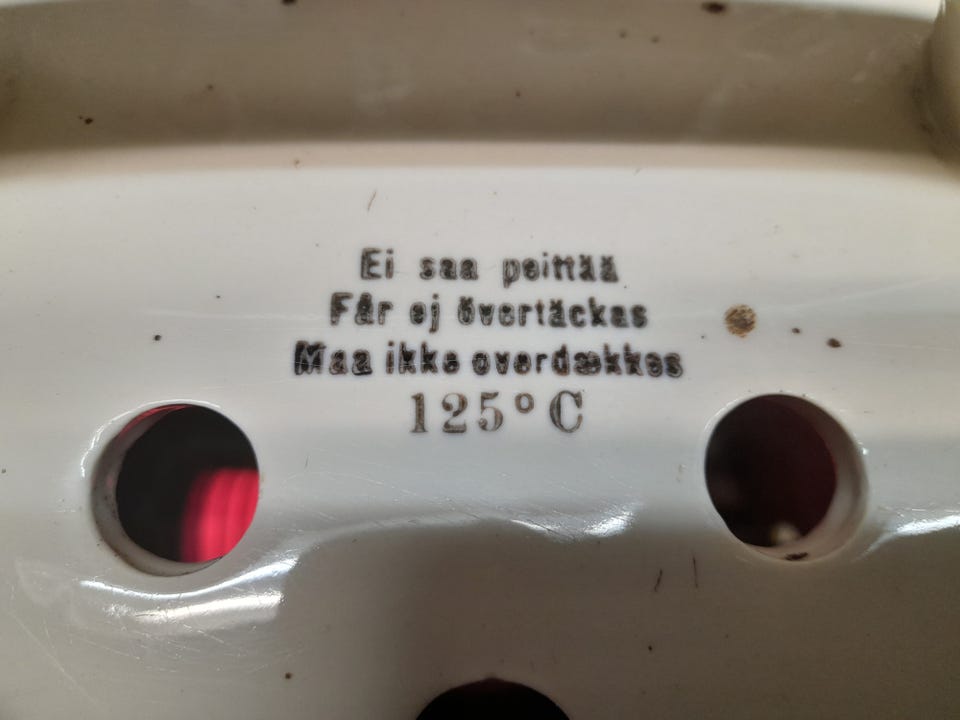 Ei saa peittää
Får ej övertäckas
Maa ikke overdækkes
125° C